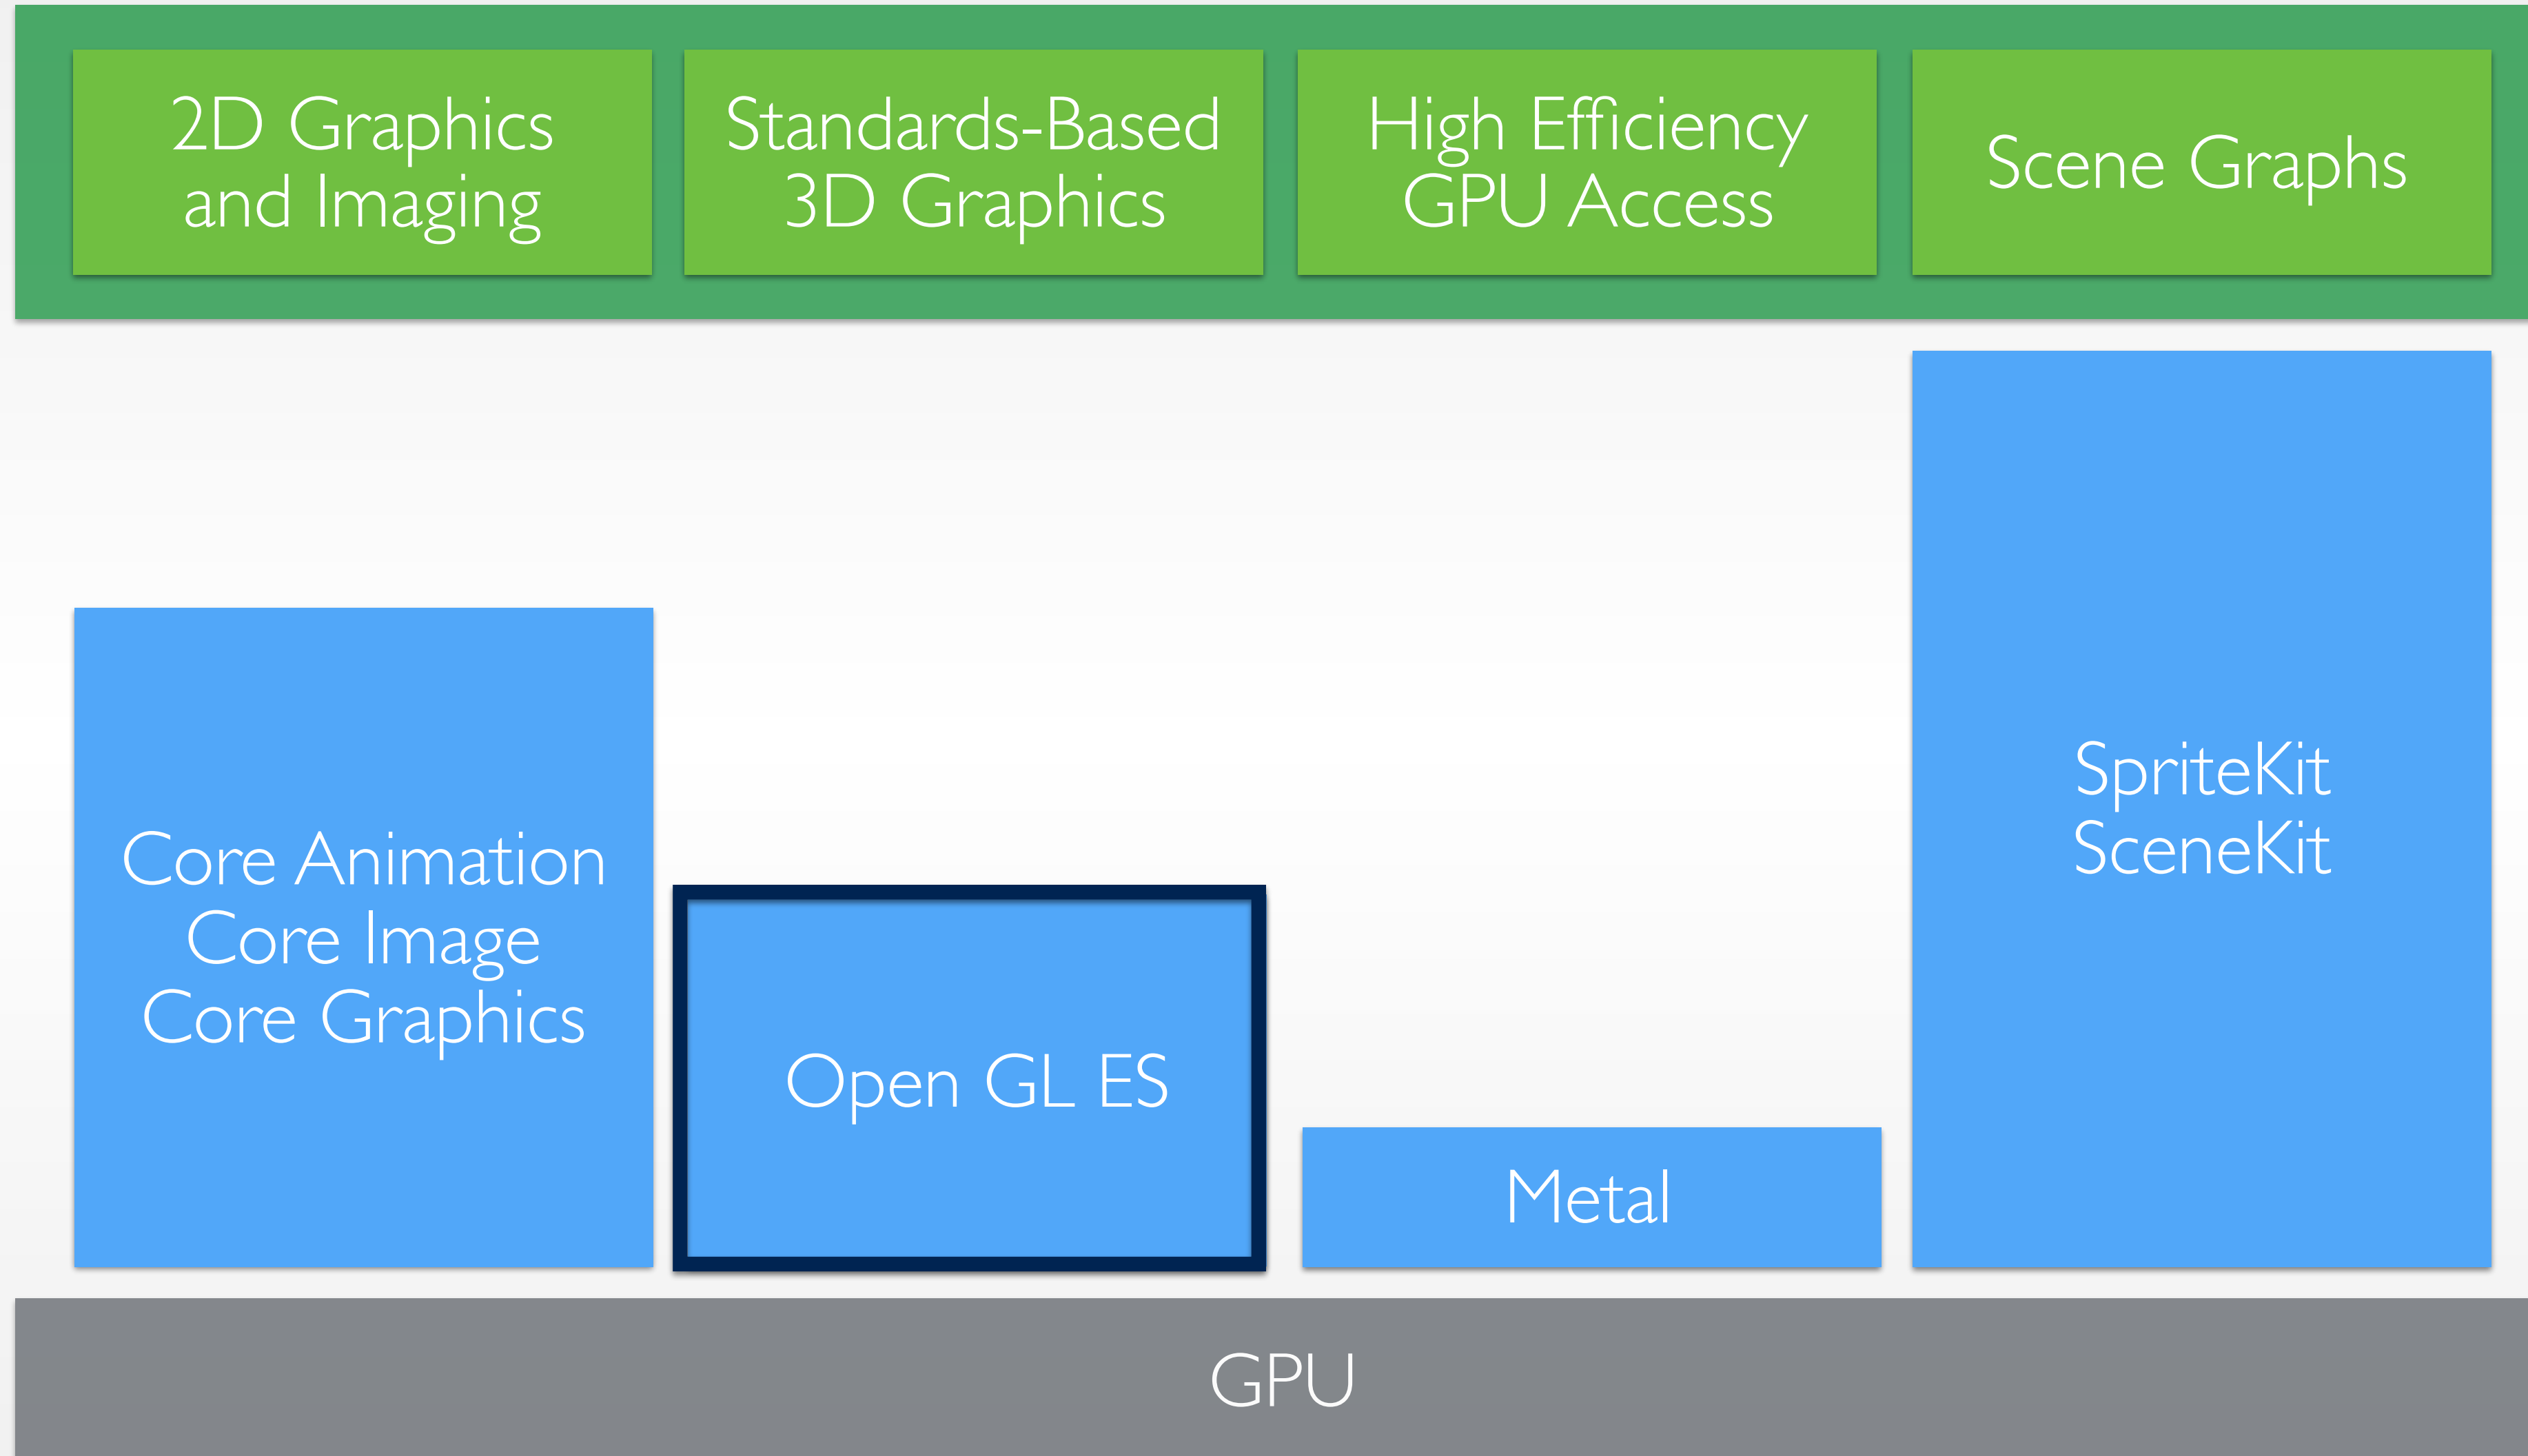 2D Graphics
and Imaging
Standards-Based
3D Graphics
High Efficiency
GPU Access
Scene Graphs
Core Animation
Core Image
Core Graphics
Open GL ES
Metal
SpriteKit
SceneKit
GPU